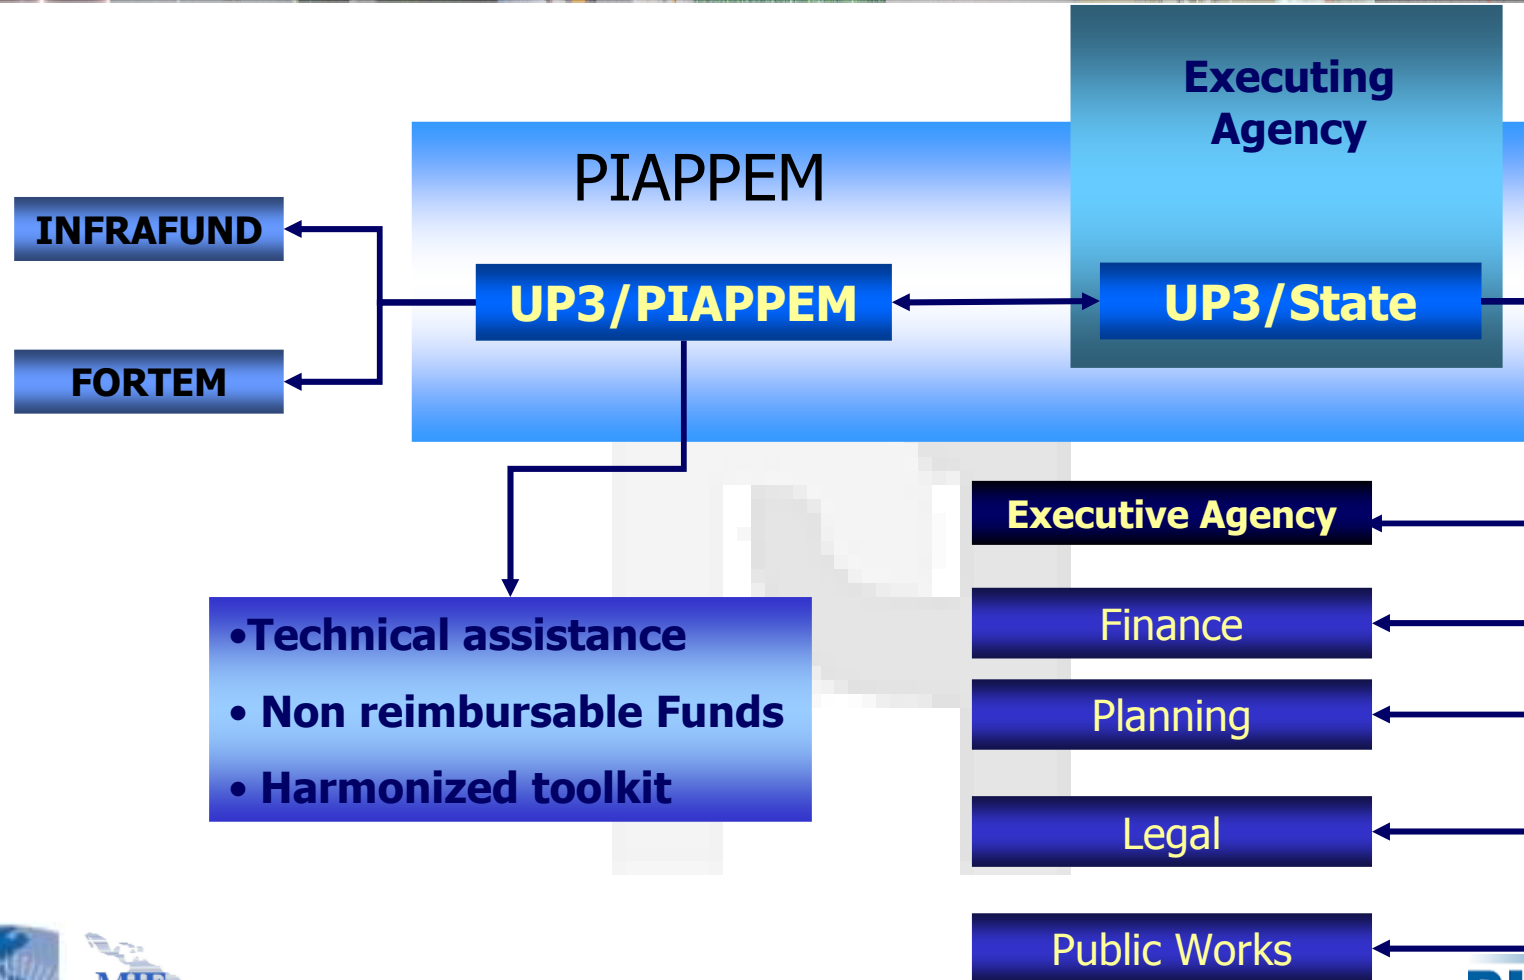 Executing
Agency
PIAPPEM
INFRAFUND
UP3/PIAPPEM
UP3/State
FORTEM
Executive Agency
Finance
•Technical assistance
Planning
• Non reimbursable Funds
• Harmonized toolkit
Legal
Public Works